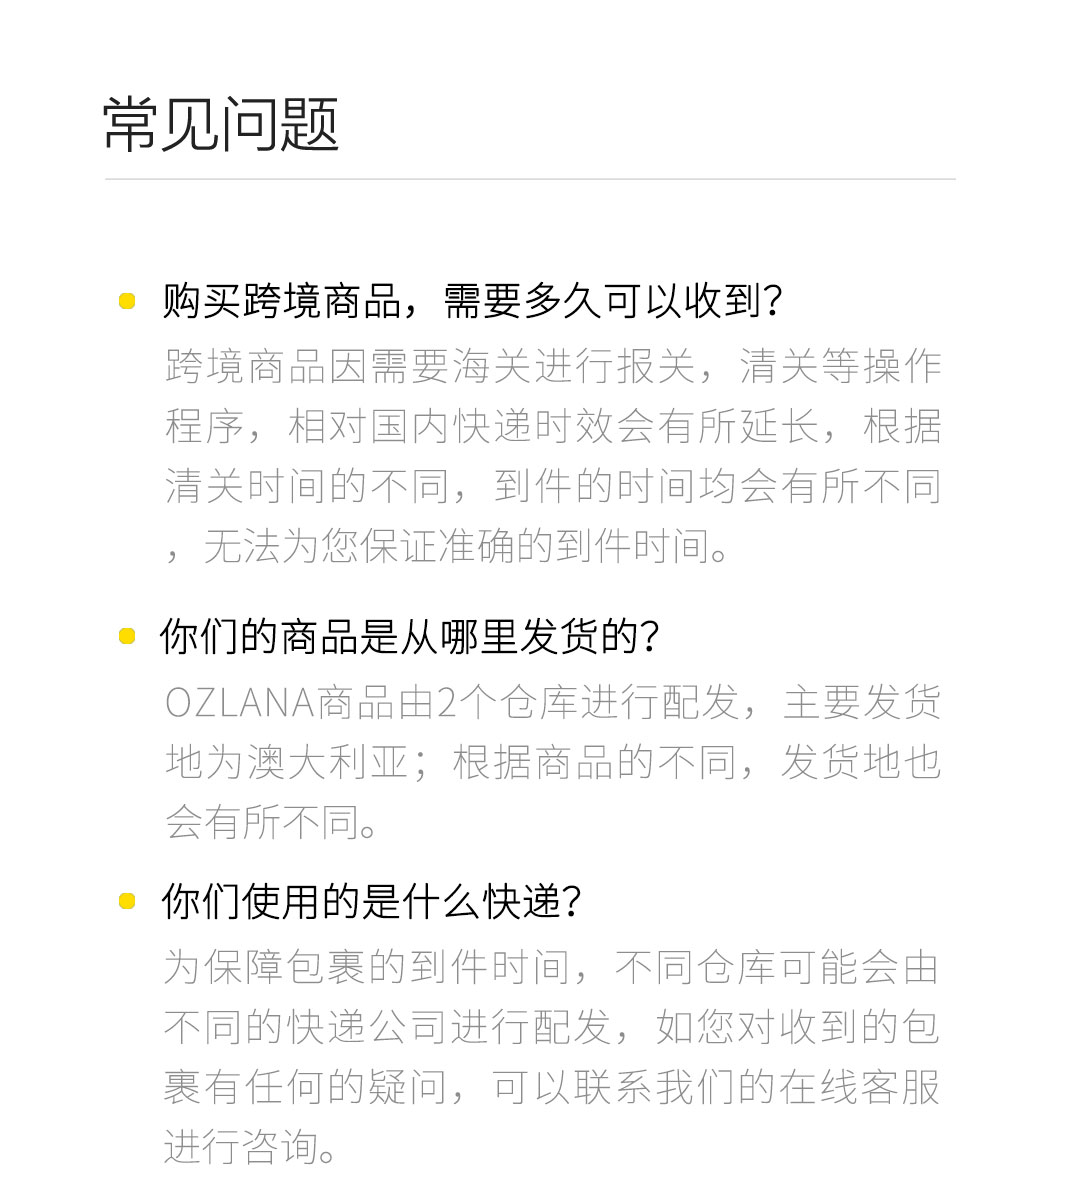 常见问题
购买跨境商品，需要多久可以收到？
跨境商品因需要海关进行报关，清关等操作
程序，相对国内快递时效会有所延长，根据
清关时间的不同，到件的时间均会有所不同
，无法为您保证准确的到件时间。
你们的商品是从哪里发货的？
OZLANA商品由2个仓库进行配发，主要发货
地为澳大利亚；根据商品的不同，发货地也
会有所不同。
你们使用的是什么快递？
为保障包裹的到件时间，不同仓库可能会由
不同的快递公司进行配发，如您对收到的包
裹有任何的疑问，可以联系我们的在线客服
进行咨询。